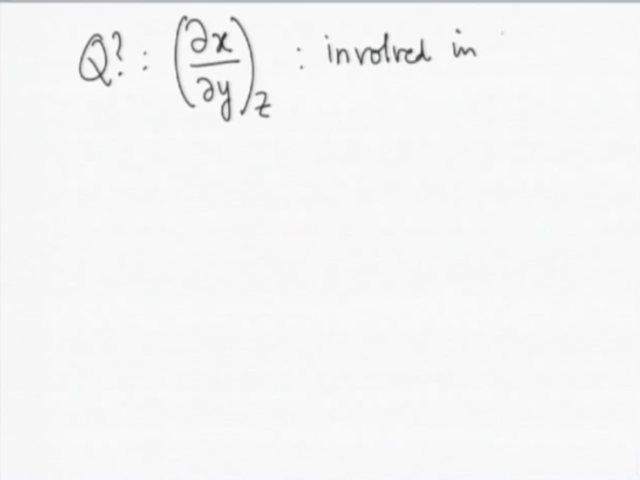 Q? : (∂x/∂y)_z : involved in